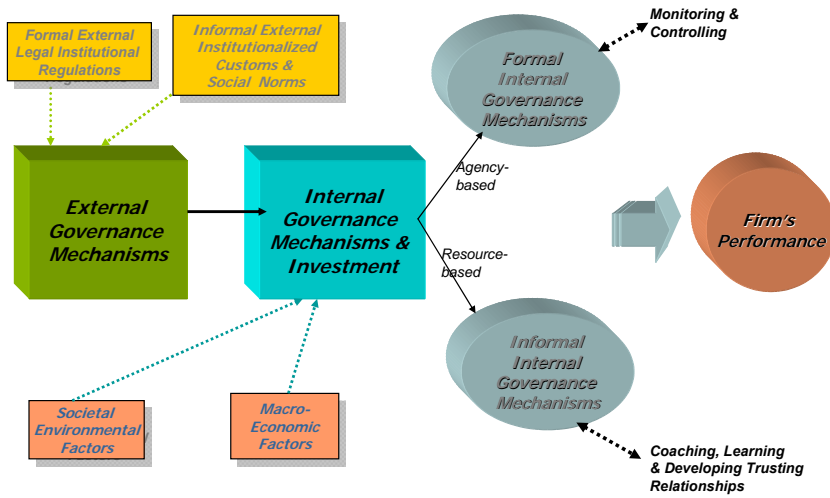 Formal External
Legal Institutional
Regulations
Informal External
Institutionalized
Customs &
Social Norms
Monitoring &
Controlling
Formal
Internal
Governance
Mechanisms
External
Governance
Mechanisms
Internal
Governance
Mechanisms &
Investment
Agency-
based
Resource-
based
Firm's
Performance
Informal
Internal
Governance
Mechanisms
Societal
Environmental
Factors
Macro-
Economic
Factors
Coaching, Learning
& Developing Trusting
Relationships